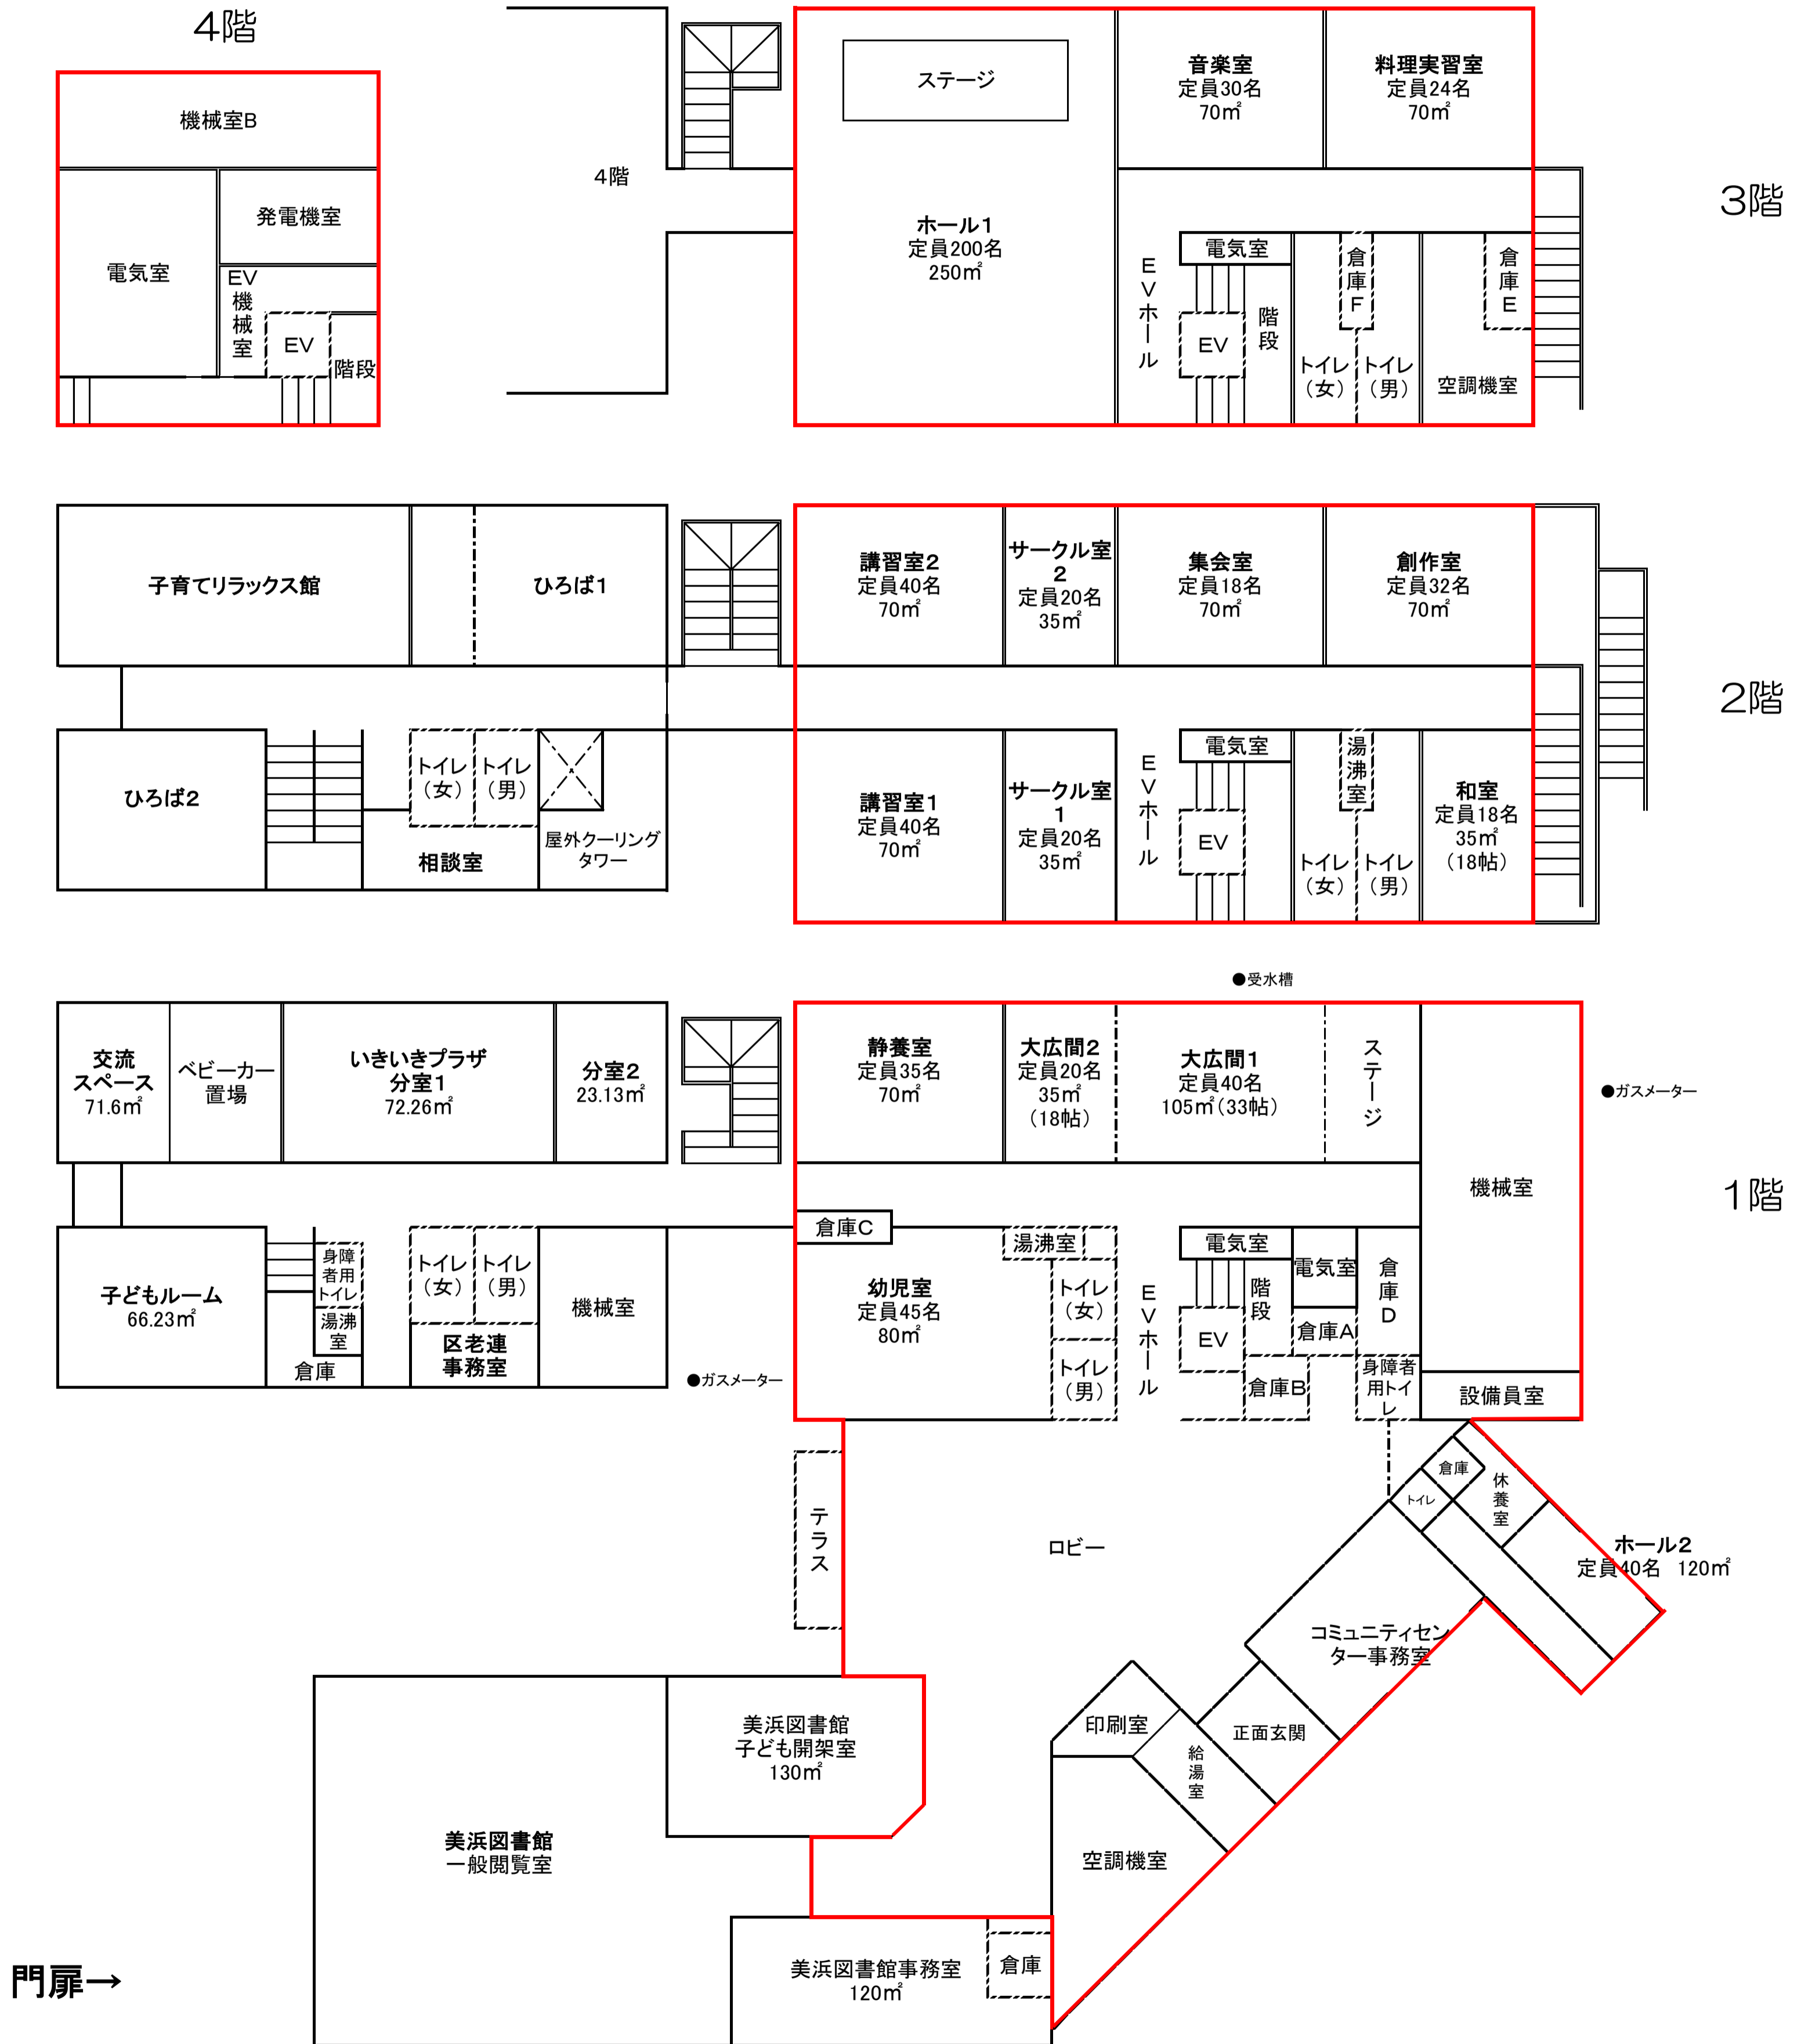 4階
機械室B
電気室
発電機室
EV
機
械
室
EV
階段
4階
ステージ
ホール1
定員200名
250㎡
音楽室
定員30名
70㎡
料理実習室
定員24名
70㎡
EVホール
電気室
EV
階段
トイレ
(女)
倉庫F
トイレ
(男)
空調機室
倉庫E
3階
子育てリラックス館
ひろば1
ひろば2
トイレ
(女)
トイレ
(男)
相談室
屋外クーリング
タワー
講習室2
定員40名
70㎡
サークル室
2
定員20名
35㎡
集会室
定員18名
70㎡
創作室
定員32名
70㎡
講習室1
定員40名
70㎡
サークル室
1
定員20名
35㎡
EVホール
電気室
EV
トイレ
(女)
湯沸室
トイレ
(男)
和室
定員18名
35㎡
(18帖)
2階
●受水槽
交流
スペース
71.6㎡
ベビーカー
置場
いきいきプラザ
分室1
72.26㎡
分室2
23.13㎡
子どもルーム
66.23㎡
身障
者用
トイレ
湯沸
室
倉庫
トイレ
(女)
トイレ
(男)
区老連
事務室
機械室
●ガスメーター
静養室
定員35名
70㎡
大広間2
定員20名
35㎡
(18帖)
大広間1
定員40名
105㎡(33帖)
ステージ
機械室
●ガスメーター
1階
倉庫C
幼児室
定員45名
80㎡
湯沸室
トイレ
(女)
トイレ
(男)
EVホール
電気室
EV
階段
電気室
倉庫A
倉庫B
倉庫D
身障者
用トイ
レ
設備員室
テラス
ロビー
倉庫
トイレ
休養室
ホール2
定員40名 120㎡
コミュニティセン
ター事務室
正面玄関
印刷室
給湯室
空調機室
美浜図書館
子ども開架室
130㎡
美浜図書館
一般閲覧室
美浜図書館事務室
120㎡
倉庫
門扉→